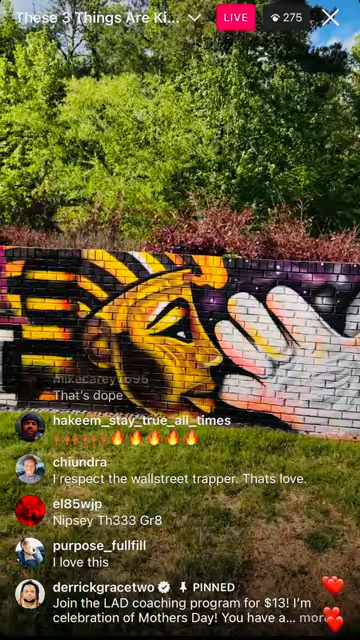 These 3 Things Are Ki...
LIVE
275
mikecarey7696
That's dope
hakeem_stay_true_all_times
chiundra
I respect the wallstreet trapper. Thats love.
el85wjp
Nipsey Th333 Gr8
purpose_fullfill
I love this
derrickgracetwo PINNED
Join the LAD coaching program for $13! I'm
celebration of Mothers Day! You have a... more